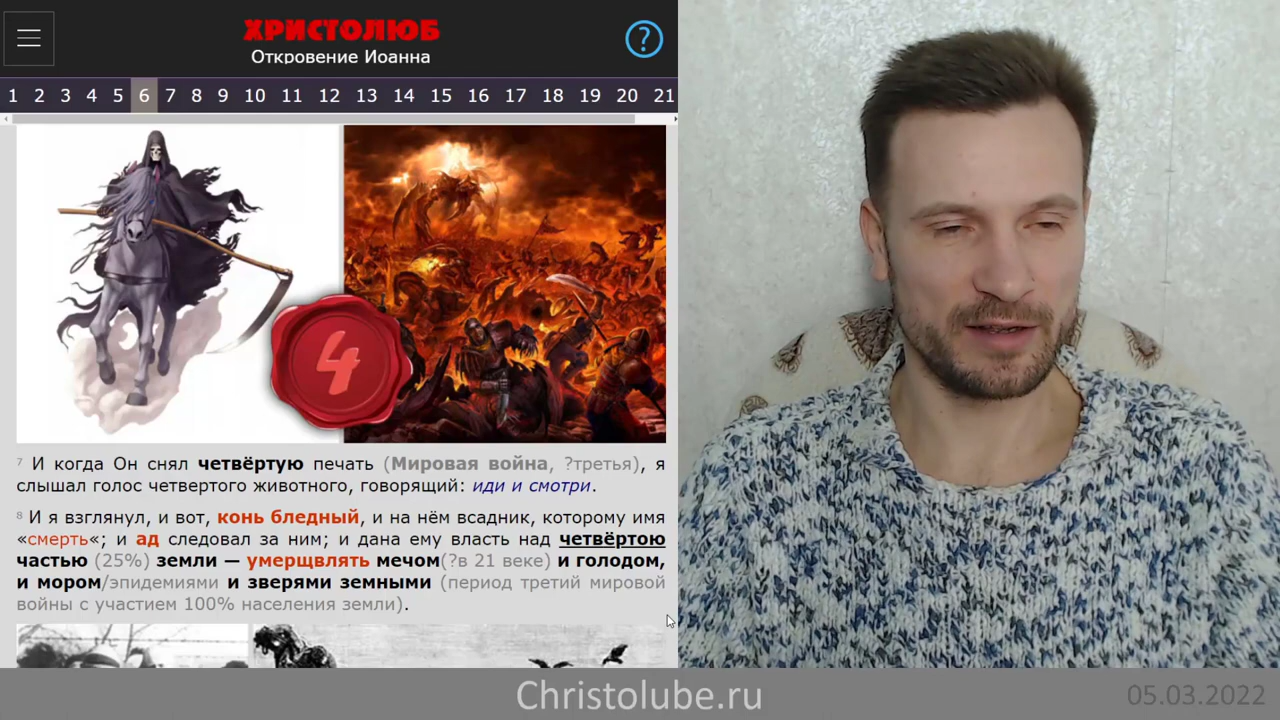 ХРИСТОЛЮБ
Откровение Иоанна
?
1 2 3 4 5 6 7 8 9 10 11 12 13 14 15 16 17 18 19 20 21
4
7 И когда Он снял четвёртую печать (Мировая война, ?третья), я
слышал голос четвертого животного, говорящий: иди и смотри.
8 И я взглянул, и вот, конь бледный, и на нём всадник, которому имя
«смерть«; и ад следовал за ним; и дана ему власть над четвёртою
частью (25%) земли — умерщвлять мечом(?в 21 веке) и голодом,
и мором/эпидемиями и зверями земными (период третий мировой
войны с участием 100% населения земли).
Christolube.ru
05.03.2022